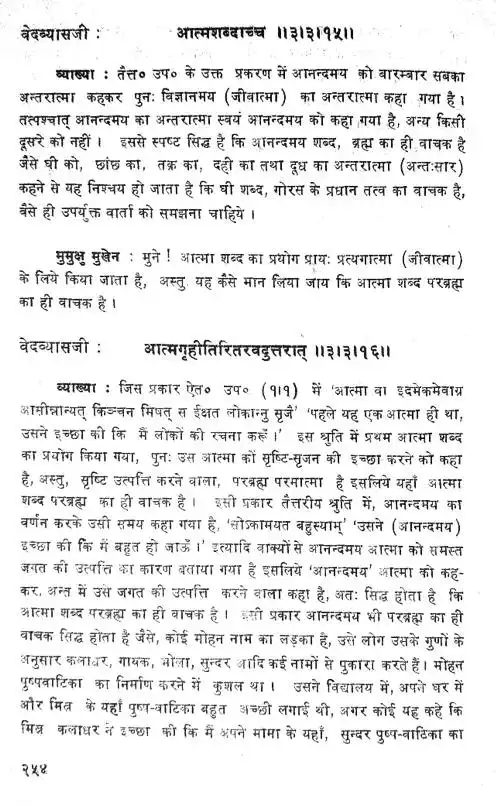 वेदव्यासजी : आत्मशब्दाच्च ।।३।३।१५।।
व्याख्या : तैत्त० उप० के उक्त प्रकरण में आनन्दमय को बारम्बार सबका
अन्तरात्मा कहकर पुनः विज्ञानमय (जीवात्मा) का अन्तरात्मा कहा गया है।
तत्पश्चात् आनन्दमय का अन्तरात्मा स्वयं आनन्दमय को कहा गया है, अन्य किसी
दूसरे को नहीं। इससे स्पष्ट सिद्ध है कि आनन्दमय शब्द, ब्रह्म का ही वाचक है
जैसे घी को, छांछ का, तक्र का, दही का तथा दूध का अन्तरात्मा (अन्तःसार)
कहने से यह निश्चय हो जाता है कि घी शब्द, गोरस के प्रधान तत्व का वाचक है,
वैसे ही उपर्युक्त वार्ता को समझना चाहिये।
मुमुक्षु मुखेन : मुने ! आत्मा शब्द का प्रयोग प्रायः प्रत्यगात्मा (जीवात्मा)
के लिये किया जाता है, अस्तु यह कैसे मान लिया जाय कि आत्मा शब्द परब्रह्म
का ही वाचक है।
वेदव्यासजी : आत्मगृहीतिरितरवदुत्तरात् ।।३।३।१६।।
व्याख्या : जिस प्रकार ऐत० उप० (१।१) में 'आत्मा वा इदमेकमेवाग्र
आसीन्नान्यत् किञ्चन मिषत् स ईक्षत लोकान्नु सृजै' 'पहले यह एक आत्मा ही था,
उसने इच्छा की कि मैं लोकों की रचना करूँ।' इस श्रुति में प्रथम आत्मा शब्द
का प्रयोग किया गया, पुनः उस आत्मा को सृष्टि-सृजन की इच्छा करने को कहा
है, अस्तु, सृष्टि उत्पत्ति करने वाला, परब्रह्म परमात्मा है इसलिये यहाँ आत्मा
शब्द परब्रह्म का ही वाचक है। इसी प्रकार तैत्तरीय श्रुति में, आनन्दमय का
वर्णन करके उसी समय कहा गया है, 'सोऽकामयत बहुस्याम्' 'उसने (आनन्दमय)
इच्छा की कि मैं बहुत हो जाऊँ।' इत्यादि वाक्यों से आनन्दमय आत्मा को समस्त
जगत की उत्पत्ति का कारण बताया गया है इसलिये 'आनन्दमय' आत्मा को कह-
कर, अन्त में उसे जगत की उत्पत्ति करने वाला कहा है, अतः सिद्ध होता है कि
आत्मा शब्द परब्रह्म का ही वाचक है। इसी प्रकार आनन्दमय भी परब्रह्म का ही
वाचक सिद्ध होता है जैसे, कोई मोहन नाम का लड़का है, उसे लोग उसके गुणों के
अनुसार कलाधर, गायक, भोला, सुन्दर आदि कई नामों से पुकारा करते हैं। मोहन
पुष्पवाटिका का निर्माण करने में कुशल था। उसने विद्यालय में, अपने घर में
और मित्र के यहाँ पुष्प-वाटिका बहुत अच्छी लगाई थी, अगर कोई यह कहे कि
मित्र कलाधर ने इच्छा की कि मैं अपने मामा के यहाँ, सुन्दर पुष्प-वाटिका का
२५४